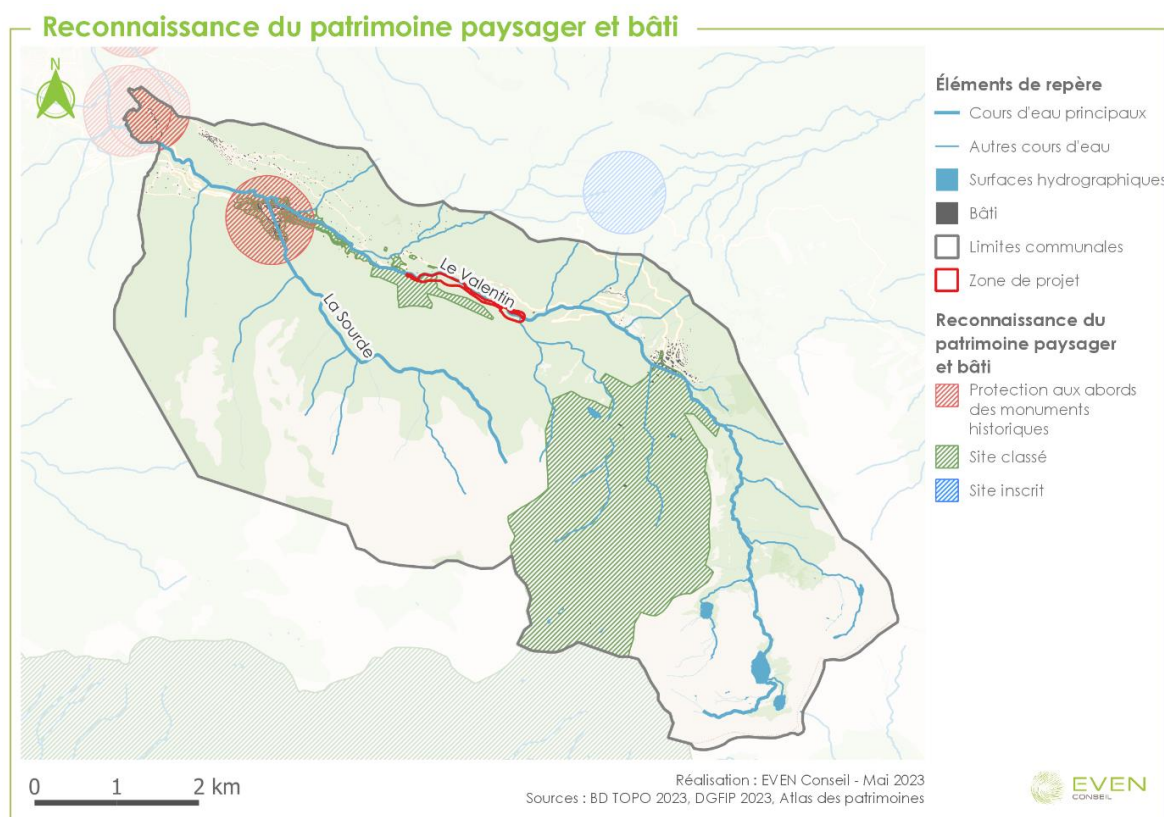 Reconnaissance du patrimoine paysager et bâti
N
Le Valentin
La Sourde
Éléments de repère
Cours d'eau principaux
Autres cours d'eau
Surfaces hydrographiques
Bâti
Limites communales
Zone de projet
Reconnaissance du
patrimoine paysager
et bâti
Protection aux abords
des monuments
historiques
Site classé
Site inscrit
0 1 2 km
Réalisation : EVEN Conseil - Mai 2023
Sources : BD TOPO 2023, DGFIP 2023, Atlas des patrimoines
EVEN
CONSEIL